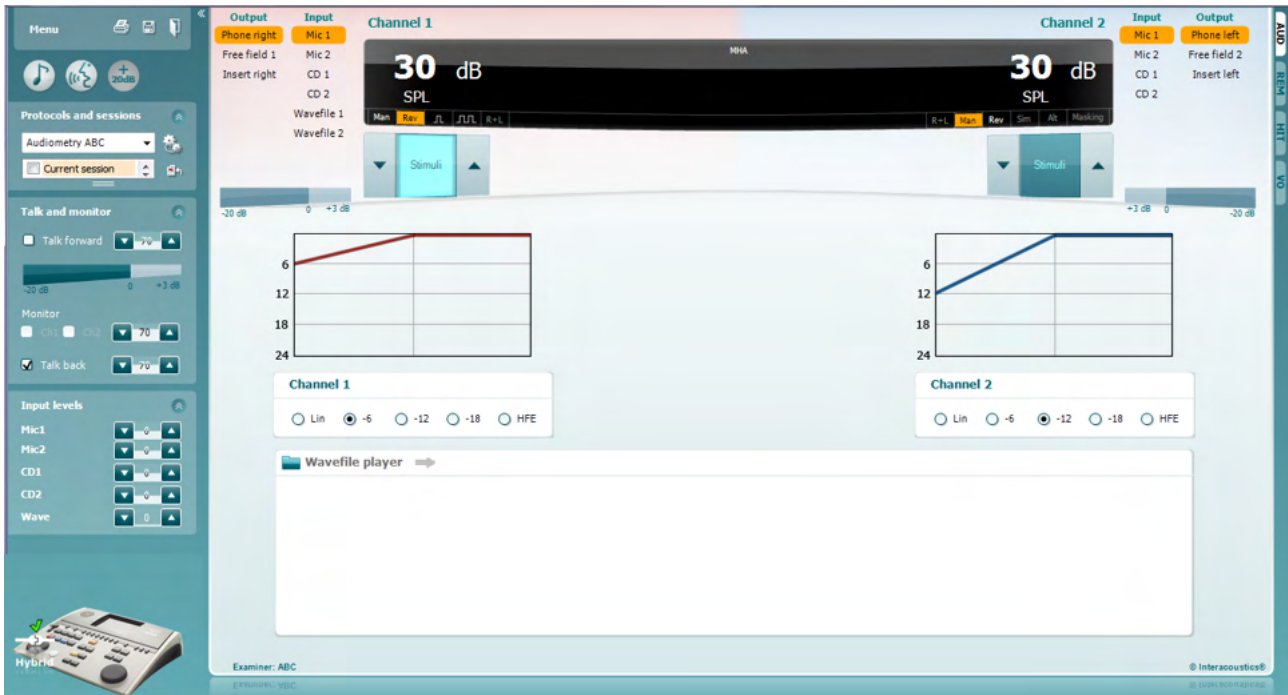 Menu
20dB
Protocols and sessions
Audiometry ABC
Current session
Talk and monitor
Talk forward 70
-20 dB 0 +3 dB
Monitor
Ch1 Ch2 70
Talk back 70
Input levels
Mic1 0
Mic2 0
CD1 0
CD2 0
Wave 0
Hybrid
Output Input
Phone right Mic 1
Free field 1 Mic 2
Insert right CD 1
CD 2
Wavefile 1
Wavefile 2
Channel 1
MHA
30 dB
SPL
Man Rev R+L
Stimuli
-20 dB 0 +3 dB
Channel 2
30 dB
SPL
R+L Man Rev Sim Alt Masking
Stimuli
Input Output
Mic 1 Phone left
Mic 2 Free field 2
CD 1 Insert left
CD 2
+3 dB 0 -20 dB
AUD
REM
HIT
VO
6
12
18
24
6
12
18
24
Channel 1
Lin -6 -12 -18 HFE
Channel 2
Lin -6 -12 -18 HFE
Wavefile player
Examiner: ABC
© Interacoustics®